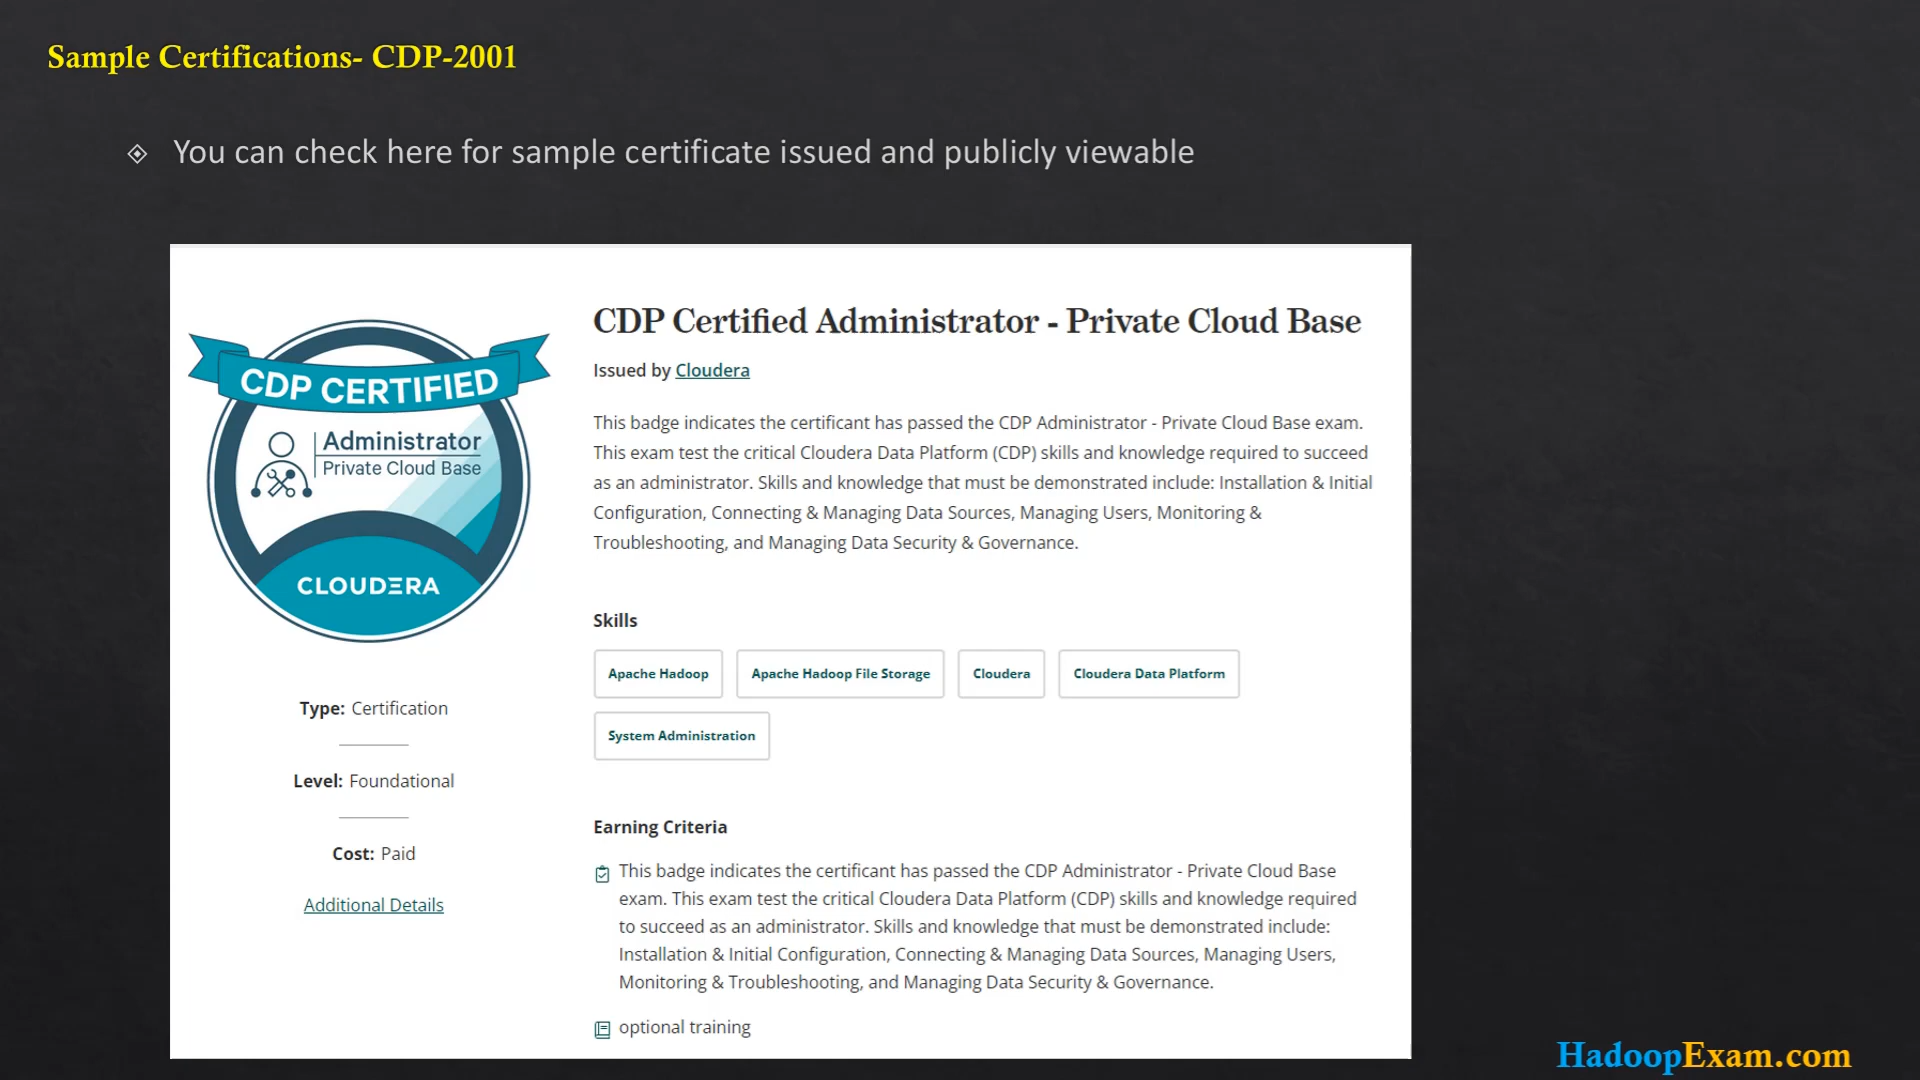 Sample Certifications- CDP-2001
You can check here for sample certificate issued and publicly viewable
CDP CERTIFIED
Administrator
Private Cloud Base
CLOUDERA
Type: Certification
Level: Foundational
Cost: Paid
Additional Details
CDP Certified Administrator - Private Cloud Base
Issued by Cloudera
This badge indicates the certificant has passed the CDP Administrator - Private Cloud Base exam.
This exam test the critical Cloudera Data Platform (CDP) skills and knowledge required to succeed
as an administrator. Skills and knowledge that must be demonstrated include: Installation & Initial
Configuration, Connecting & Managing Data Sources, Managing Users, Monitoring &
Troubleshooting, and Managing Data Security & Governance.
Skills
Apache Hadoop Apache Hadoop File Storage Cloudera Cloudera Data Platform
System Administration
Earning Criteria
This badge indicates the certificant has passed the CDP Administrator - Private Cloud Base
exam. This exam test the critical Cloudera Data Platform (CDP) skills and knowledge required
to succeed as an administrator. Skills and knowledge that must be demonstrated include:
Installation & Initial Configuration, Connecting & Managing Data Sources, Managing Users,
Monitoring & Troubleshooting, and Managing Data Security & Governance.
optional training
HadoopExam.com